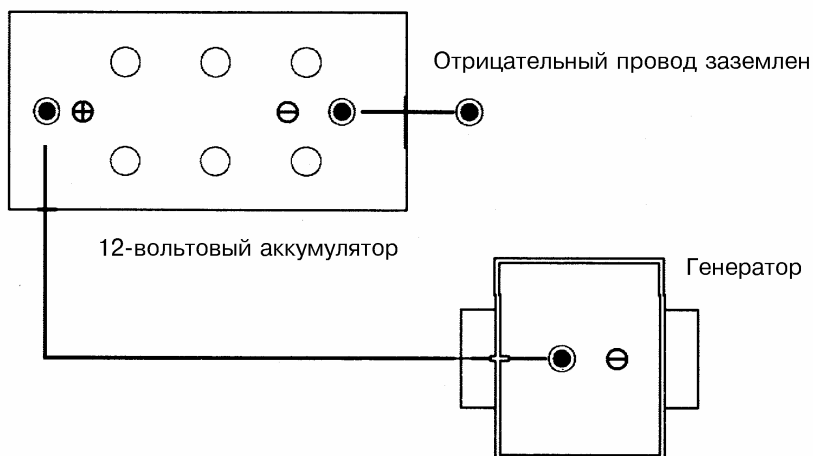 Отрицательный провод заземлен
12-вольтовый аккумулятор
Генератор